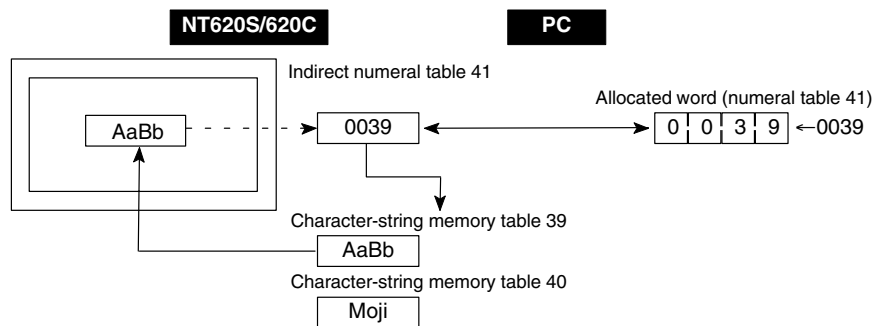 NT620S/620C
PC
Indirect numeral table 41
Allocated word (numeral table 41)
AaBb
0039
0 0 3 9
←0039
Character-string memory table 39
AaBb
Character-string memory table 40
Moji